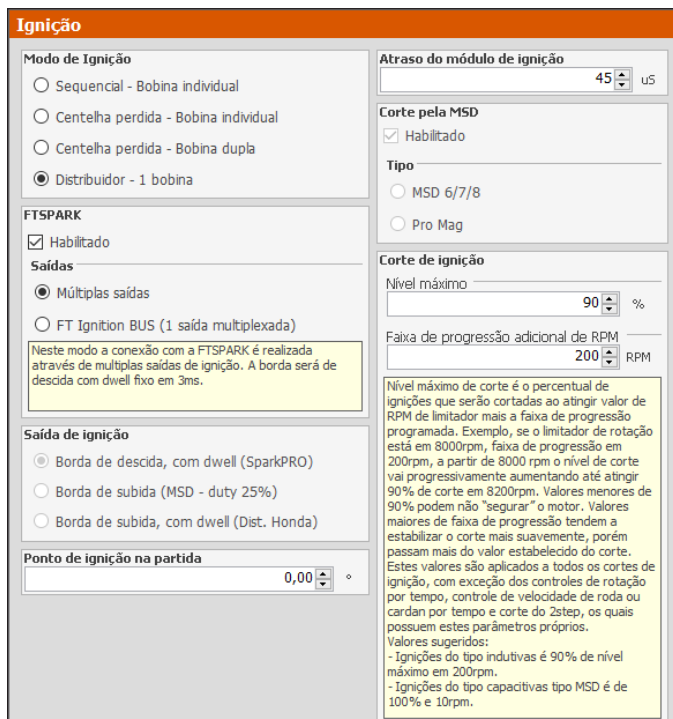 Ignição
Modo de Ignição
Sequencial - Bobina individual
Centelha perdida - Bobina individual
Centelha perdida - Bobina dupla
Distribuidor - 1 bobina
FTSPARK
Habilitado
Saídas
Múltiplas saídas
FT Ignition BUS (1 saída multiplexada)
Neste modo a conexão com a FTSPARK é realizada
através de multiplas saídas de ignição. A borda será de
descida com dwell fixo em 3ms.
Saída de ignição
Borda de descida, com dwell (SparkPRO)
Borda de subida (MSD - duty 25%)
Borda de subida, com dwell (Dist. Honda)
Ponto de ignição na partida
0,00 °
Atraso do módulo de ignição
45 uS
Corte pela MSD
Habilitado
Tipo
MSD 6/7/8
Pro Mag
Corte de ignição
Nível máximo
90 %
Faixa de progressão adicional de RPM
200 RPM
Nível máximo de corte é o percentual de
ignições que serão cortadas ao atingir valor de
RPM de limitador mais a faixa de progressão
programada. Exemplo, se o limitador de rotação
está em 8000rpm, faixa de progressão em
200rpm, a partir de 8000 rpm o nível de corte
vai progressivamente aumentando até atingir
90% de corte em 8200rpm. Valores menores de
90% podem não "segurar" o motor. Valores
maiores de faixa de progressão tendem a
estabilizar o corte mais suavemente, porém
passam mais do valor estabelecido do corte.
Estes valores são aplicados a todos os cortes de
ignição, com exceção dos controles de rotação
por tempo, controle de velocidade de roda ou
cardan por tempo e corte do 2step, os quais
possuem estes parâmetros próprios.
Valores sugeridos:
- Ignições do tipo indutivas é 90% de nível
máximo em 200rpm.
- Ignições do tipo capacitivas tipo MSD é de
100% e 10rpm.